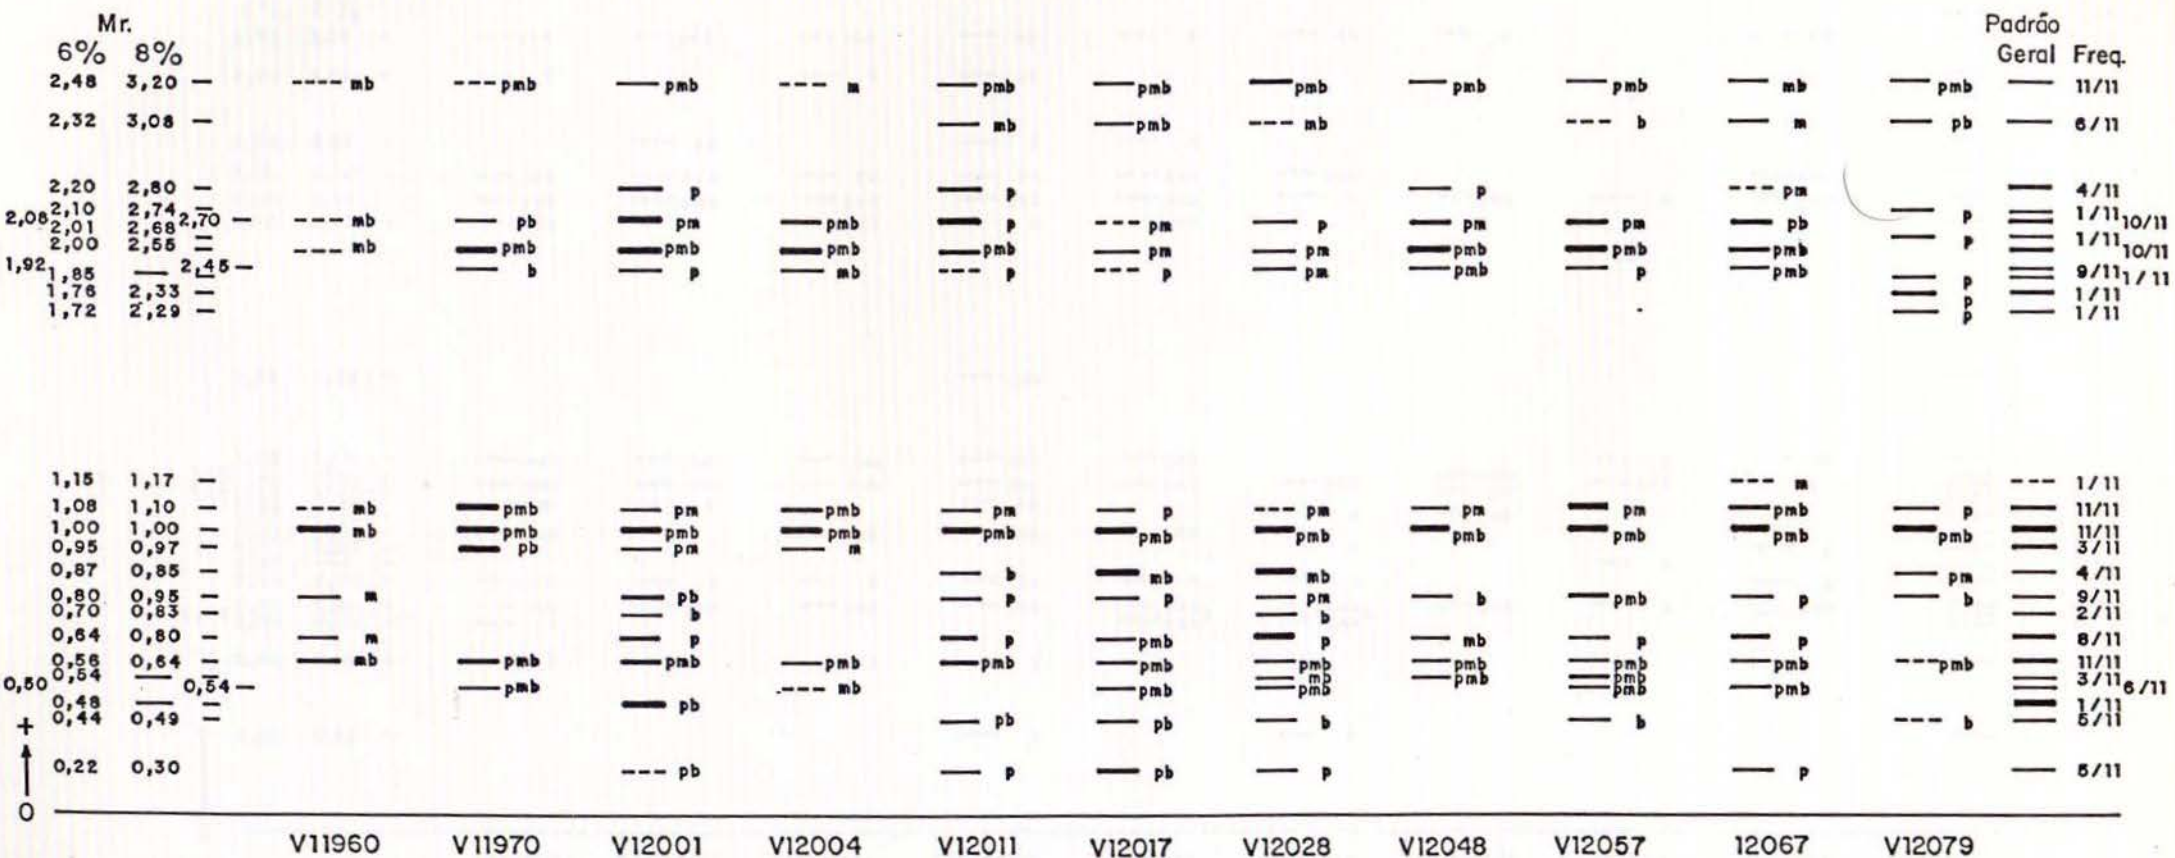 Mr. Padrão
6% 8% Geral Freq.
2,48 3,20 mb pmb pmb m pmb pmb pmb pmb pmb mb pmb 11/11
2,32 3,08 mb pmb mb b m pb 6/11
2,20 2,80 p p p pm 4/11
2,10 2,74 p 1/11
2,08 2,70 mb pb pm pmb p pm p pm pm pb 10/11
2,01 2,68 p 1/11
2,00 2,55 mb pmb pmb pmb pmb pm pm pmb pmb pmb 10/11
1,92 2,45 b p mb p p pm pmb p pmb 9/11
1,85 p 1/11
1,76 2,33 p 1/11
1,72 2,29 p 1/11
1,15 1,17 m 1/11
1,08 1,10 mb pmb pm pmb pm p pm pm pm pmb p 11/11
1,00 1,00 mb pmb pmb pmb pmb pmb pmb pmb pmb pmb pmb 11/11
0,95 0,97 pb pm m 3/11
0,87 0,85 b mb mb pm 4/11
0,80 0,95 m pb p p pm b pmb p b 9/11
0,70 0,83 b b 2/11
0,64 0,80 m p p pmb p mb p p 8/11
0,56 0,64 mb pmb pmb pmb pmb pmb pmb pmb pmb pmb pmb 11/11
0,54 mb pmb pmb 3/11
0,50 0,54 pmb mb pmb pmb pmb pmb 6/11
0,48 pb 1/11
0,44 0,49 pb pb b b b 5/11
+
0,22 0,30 pb p pb p p 5/11
0
V11960 V11970 V12001 V12004 V12011 V12017 V12028 V12048 V12057 12067 V12079